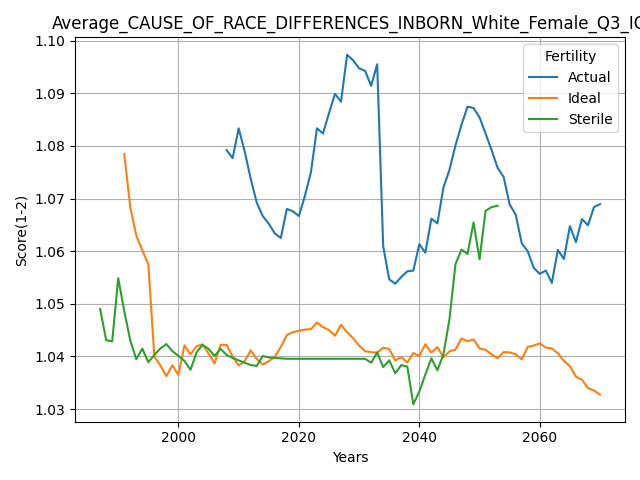 Average_CAUSE_OF_RACE_DIFFERENCES_INBORN_White_Female_Q3_IC
Fertility
Actual
Ideal
Sterile
Score(1-2)
1.10
1.09
1.08
1.07
1.06
1.05
1.04
1.03
2000
2020
2040
2060
Years